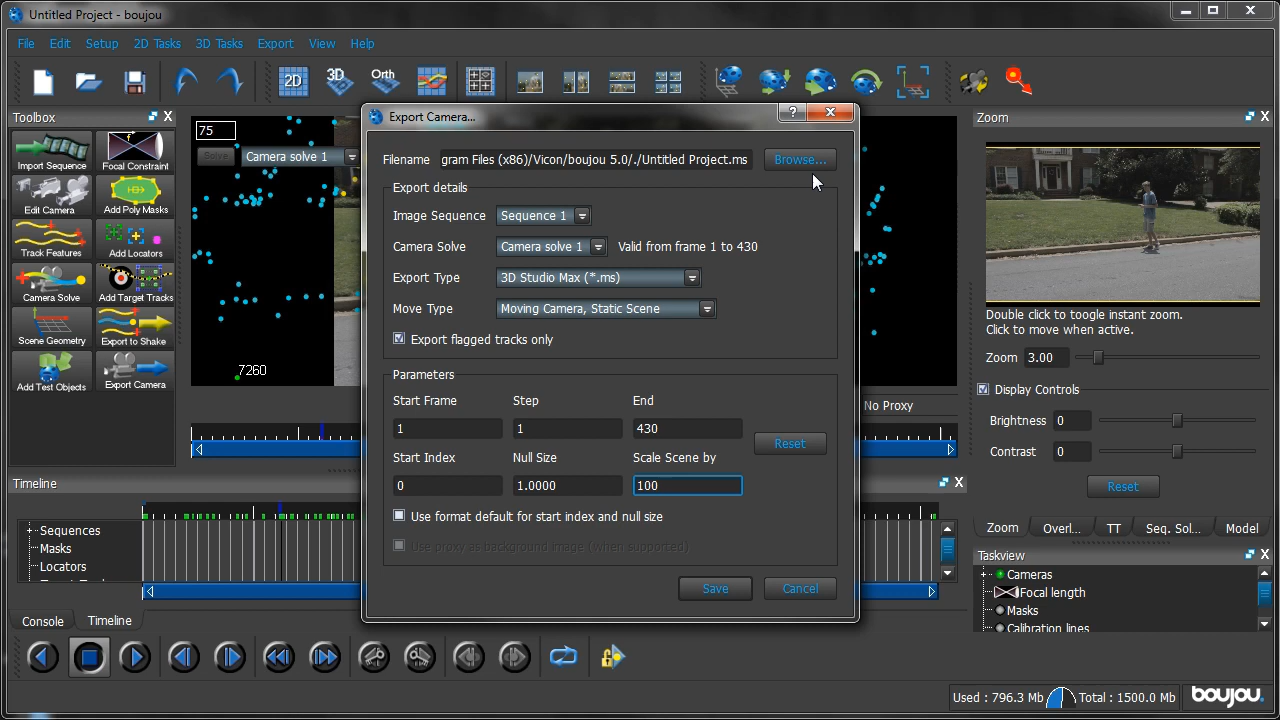 Untitled Project - boujou
File Edit Setup 2D Tasks 3D Tasks Export View Help
2D 3D Orth
Toolbox
Import Sequence Focal Constraint
Edit Camera Add Poly Masks
Track Features Add Locators
Camera Solve Add Target Tracks
Scene Geometry Export to Shake
Add Test Objects Export Camera
75
Solve Camera solve 1
7260
Export Camera...
Filename gram Files (x86)/Vicon/boujou 5.0/./Untitled Project.ms Browse...
Export details
Image Sequence Sequence 1
Camera Solve Camera solve 1 Valid from frame 1 to 430
Export Type 3D Studio Max (*.ms)
Move Type Moving Camera, Static Scene
Export flagged tracks only
Parameters
Start Frame Step End
1 1 430
Reset
Start Index Null Size Scale Scene by
0 1.0000 100
Use format default for start index and null size
Use proxy as background image (when supported)
Save Cancel
No Proxy
Zoom
Double click to toogle instant zoom.
Click to move when active.
Zoom 3.00
Display Controls
Brightness 0
Contrast 0
Reset
Zoom Overl... TT Seq. Sol... Model
Taskview
Cameras
Focal length
Masks
Calibration lines
Timeline
Sequences
Masks
Locators
Console Timeline
Used : 796.3 Mb Total : 1500.0 Mb boujou.